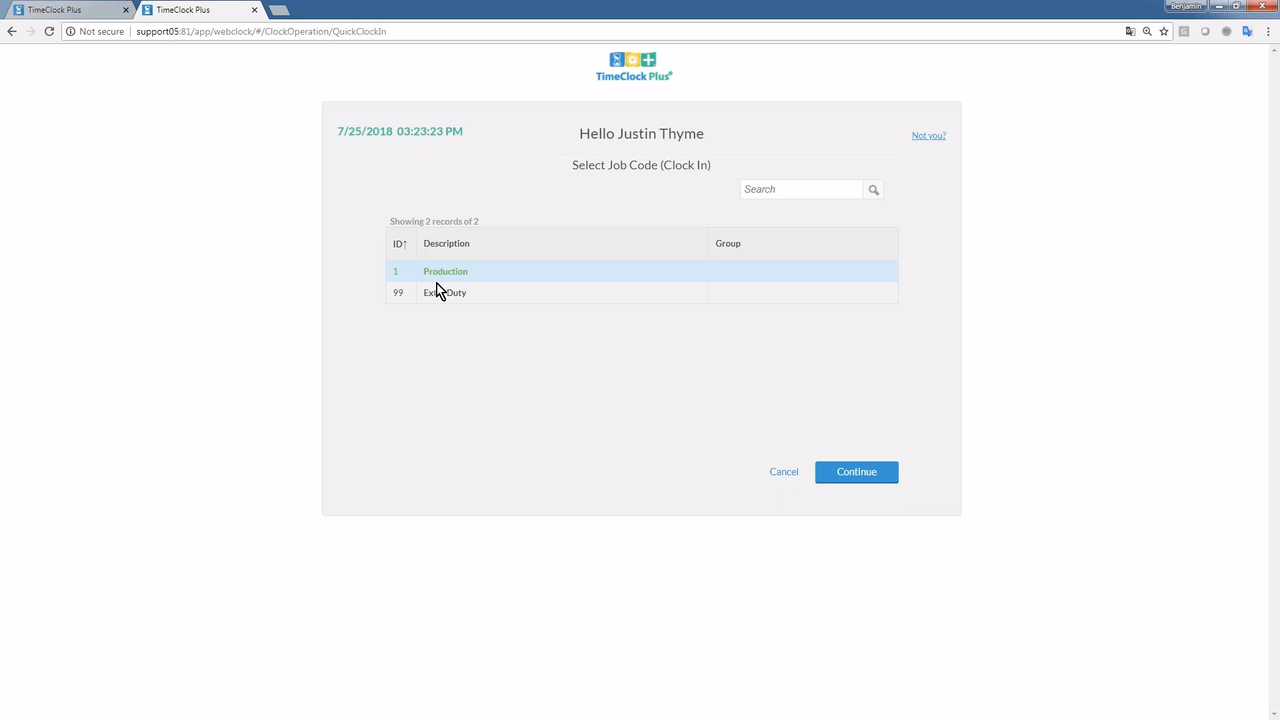 TimeClock Plus
TimeClock Plus
Benjamin
Not secure
support05:81/app/webclock/#/ClockOperation/QuickClockIn
TimeClock Plus
7/25/2018 03:23:23 PM
Hello Justin Thyme
Not you?
Select Job Code (Clock In)
Search
Showing 2 records of 2
ID↑ Description Group
1 Production
99 Duty
Cancel Continue